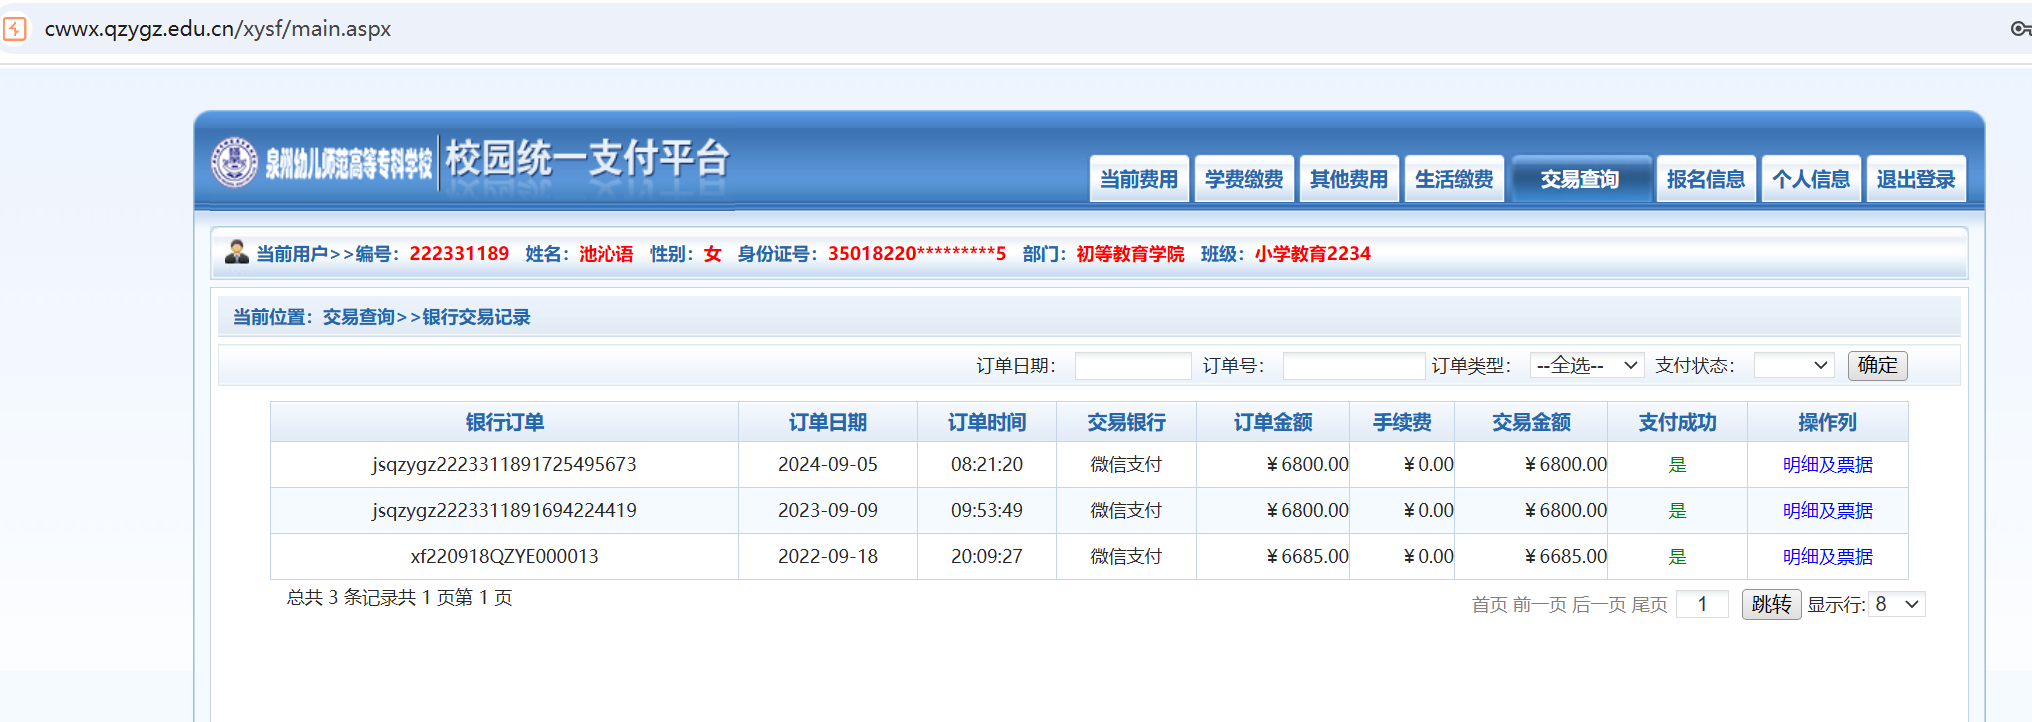 cwwx.qzygz.edu.cn/xysf/main.aspx
泉州幼儿师范高等专科学校 校园统一支付平台
当前费用 学费缴费 其他费用 生活缴费 交易查询 报名信息 个人信息 退出登录
当前用户>>编号：222331189 姓名：池沁语 性别：女 身份证号：35018220*********5 部门：初等教育学院 班级：小学教育2234
当前位置：交易查询>>银行交易记录
订单日期： 订单号： 订单类型： --全选-- 支付状态： 确定
银行订单 订单日期 订单时间 交易银行 订单金额 手续费 交易金额 支付成功 操作列
jsqzygz2223311891725495673 2024-09-05 08:21:20 微信支付 ￥6800.00 ￥0.00 ￥6800.00 是 明细及票据
jsqzygz2223311891694224419 2023-09-09 09:53:49 微信支付 ￥6800.00 ￥0.00 ￥6800.00 是 明细及票据
xf220918QZYE000013 2022-09-18 20:09:27 微信支付 ￥6685.00 ￥0.00 ￥6685.00 是 明细及票据
总共 3 条记录共 1 页第 1 页
首页 前一页 后一页 尾页 1 跳转 显示行: 8